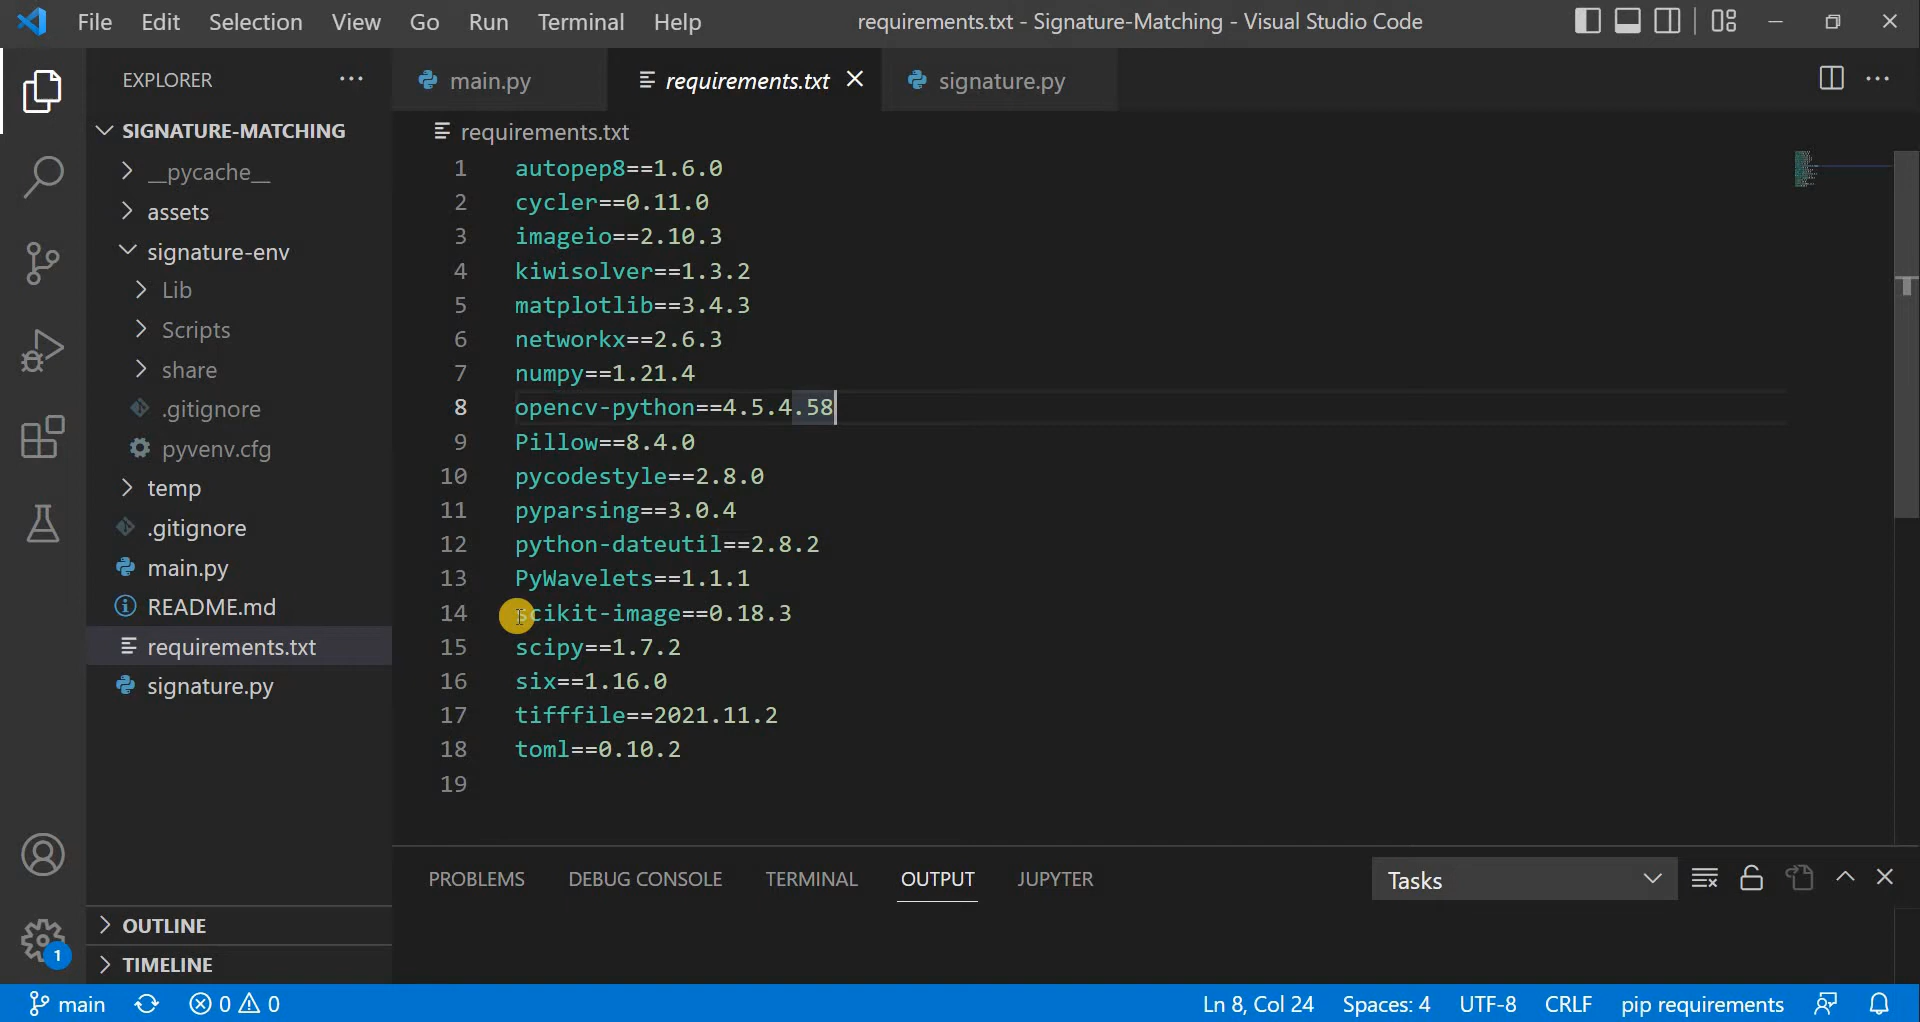 File Edit Selection View Go Run Terminal Help requirements.txt - Signature-Matching - Visual Studio Code
EXPLORER
main.py requirements.txt signature.py
SIGNATURE-MATCHING
__pycache__
assets
signature-env
Lib
Scripts
share
.gitignore
pyvenv.cfg
temp
.gitignore
main.py
README.md
requirements.txt
signature.py
OUTLINE
TIMELINE
requirements.txt
1 autopep8==1.6.0
2 cycler==0.11.0
3 imageio==2.10.3
4 kiwisolver==1.3.2
5 matplotlib==3.4.3
6 networkx==2.6.3
7 numpy==1.21.4
8 opencv-python==4.5.4.58
9 Pillow==8.4.0
10 pycodestyle==2.8.0
11 pyparsing==3.0.4
12 python-dateutil==2.8.2
13 PyWavelets==1.1.1
14 scikit-image==0.18.3
15 scipy==1.7.2
16 six==1.16.0
17 tifffile==2021.11.2
18 toml==0.10.2
19
PROBLEMS DEBUG CONSOLE TERMINAL OUTPUT JUPYTER Tasks
1
main 0 0 Ln 8, Col 24 Spaces: 4 UTF-8 CRLF pip requirements